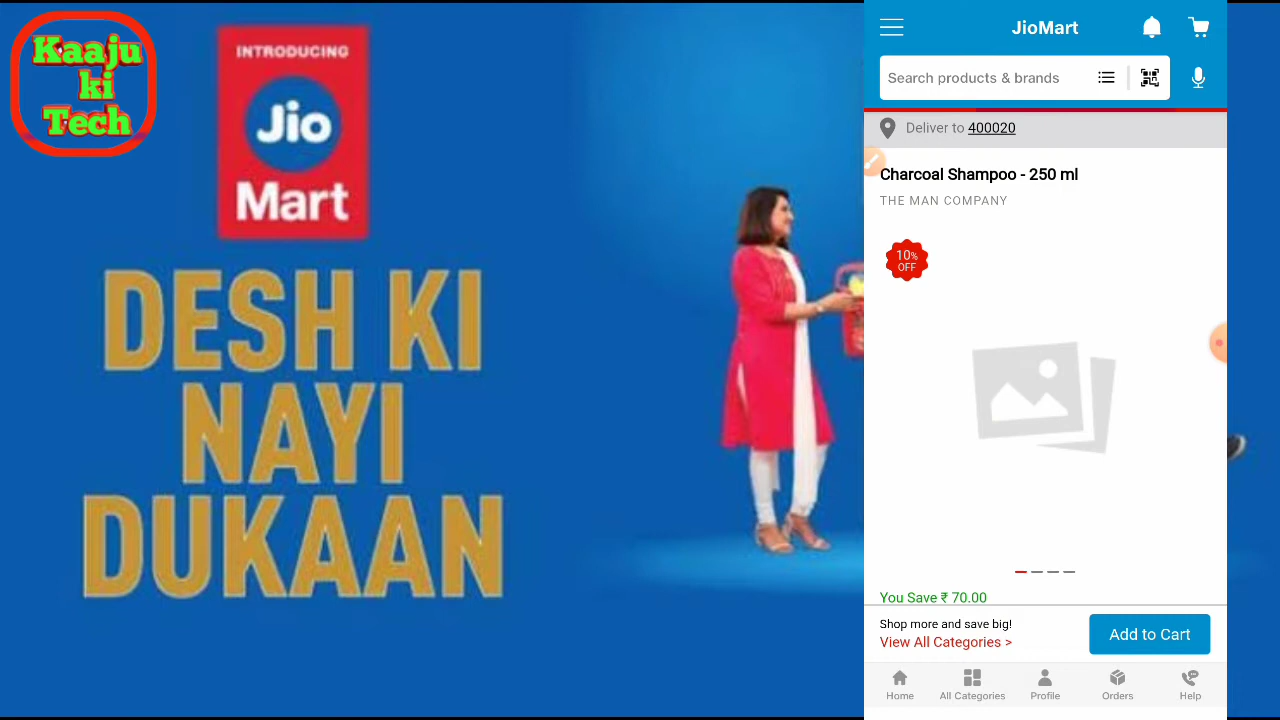 Kaaju
ki
Tech
INTRODUCING
Jio
Mart
DESH KI
NAYI
DUKAAN
JioMart
Search products & brands
Deliver to 400020
Charcoal Shampoo - 250 ml
THE MAN COMPANY
10%
OFF
You Save ₹ 70.00
Shop more and save big!
View All Categories >
Add to Cart
Home
All Categories
Profile
Orders
Help